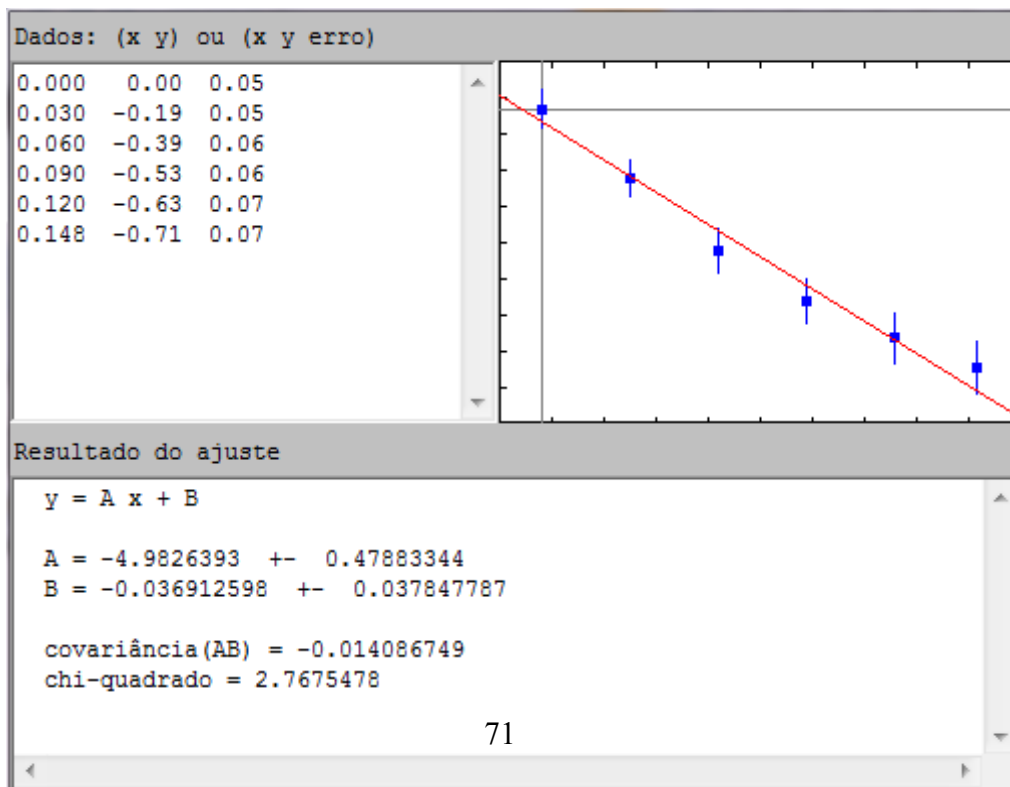 Dados: (x y) ou (x y erro)
0.000 0.00 0.05
0.030 -0.19 0.05
0.060 -0.39 0.06
0.090 -0.53 0.06
0.120 -0.63 0.07
0.148 -0.71 0.07
Resultado do ajuste
y = A x + B
A = -4.9826393 +- 0.47883344
B = -0.036912598 +- 0.037847787
covariância(AB) = -0.014086749
chi-quadrado = 2.7675478
71